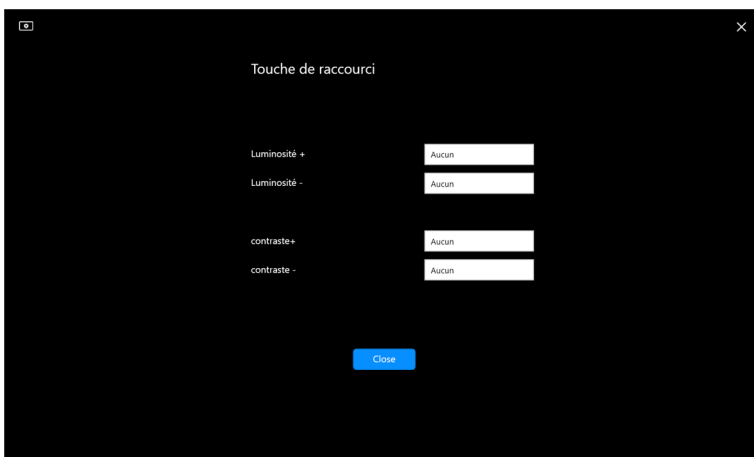 Touche de raccourci
Luminosité +
Aucun
Luminosité -
Aucun
contraste+
Aucun
contraste -
Aucun
Close